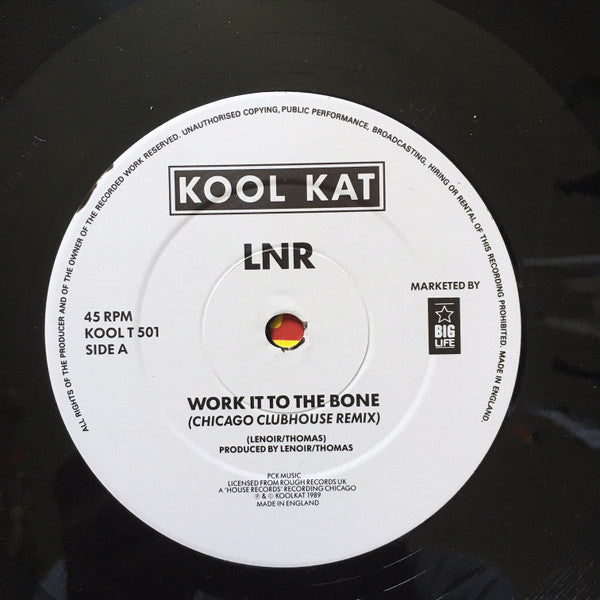 ALL RIGHTS OF THE PRODUCER AND OF THE OWNER OF THE RECORDED WORK RESERVED. UNAUTHORISED COPYING, PUBLIC PERFORMANCE, BROADCASTING, HIRING OR RENTAL OF THIS RECORDING PROHIBITED. MADE IN ENGLAND.
KOOL KAT
LNR
MARKETED BY
BIG
LIFE
45 RPM
KOOL T 501
SIDE A
WORK IT TO THE BONE
(CHICAGO CLUBHOUSE REMIX)
(LENOIR/THOMAS)
PRODUCED BY LENOIR/THOMAS
PCK MUSIC
LICENSED FROM ROUGH RECORDS UK
A 'HOUSE RECORDS' RECORDING CHICAGO
℗ & © KOOLKAT 1989
MADE IN ENGLAND